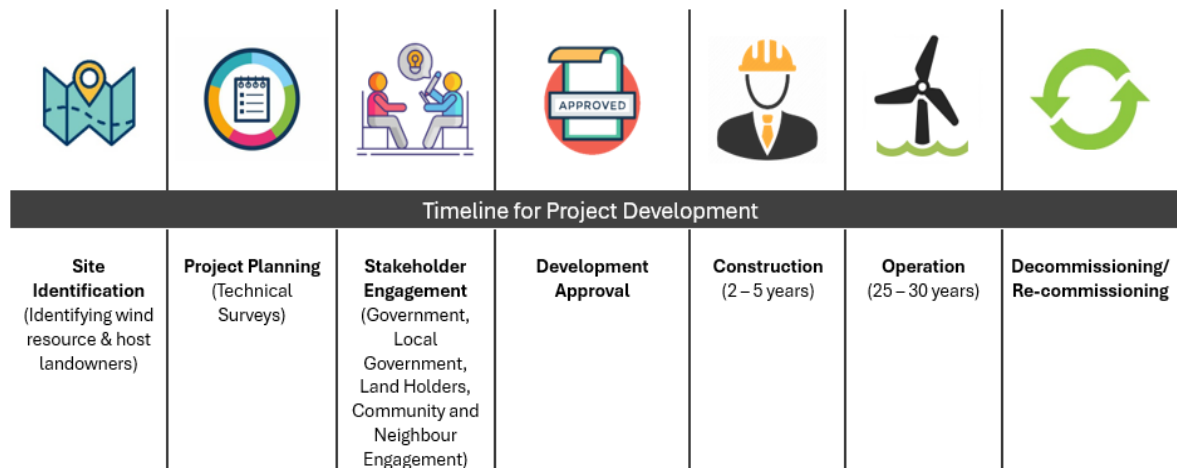 APPROVED
Timeline for Project Development
Site
Identification
(Identifying wind
resource & host
landowners)
Project Planning
(Technical
Surveys)
Stakeholder
Engagement
(Government,
Local
Government,
Land Holders,
Community and
Neighbour
Engagement)
Development
Approval
Construction
(2 – 5 years)
Operation
(25 – 30 years)
Decommissioning/
Re-commissioning